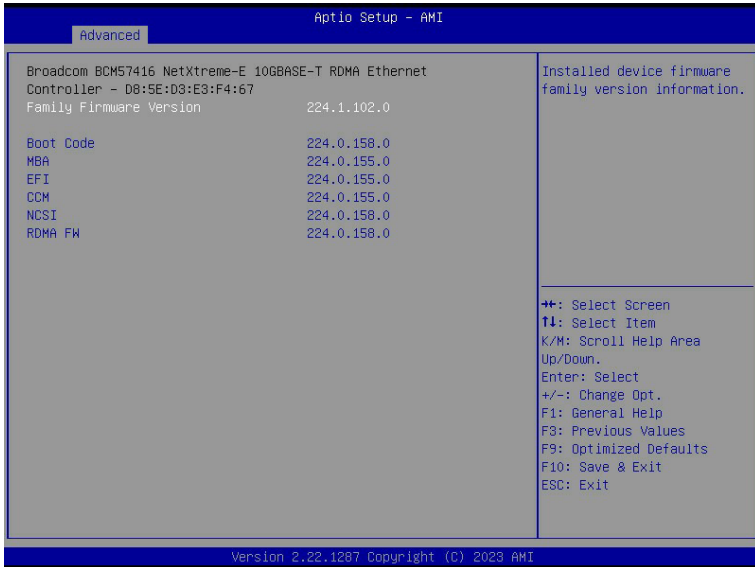 Aptio Setup – AMI
Advanced
Broadcom BCM57416 NetXtreme-E 10GBASE-T RDMA Ethernet
Controller – D8:5E:D3:E3:F4:67
Family Firmware Version 224.1.102.0
Boot Code 224.0.158.0
MBA 224.0.155.0
EFI 224.0.155.0
CCM 224.0.155.0
NCSI 224.0.158.0
RDMA FW 224.0.158.0
Installed device firmware
family version information.
→←: Select Screen
↑↓: Select Item
K/M: Scroll Help Area
Up/Down.
Enter: Select
+/-: Change Opt.
F1: General Help
F3: Previous Values
F9: Optimized Defaults
F10: Save & Exit
ESC: Exit
Version 2.22.1287 Copyright (C) 2023 AMI